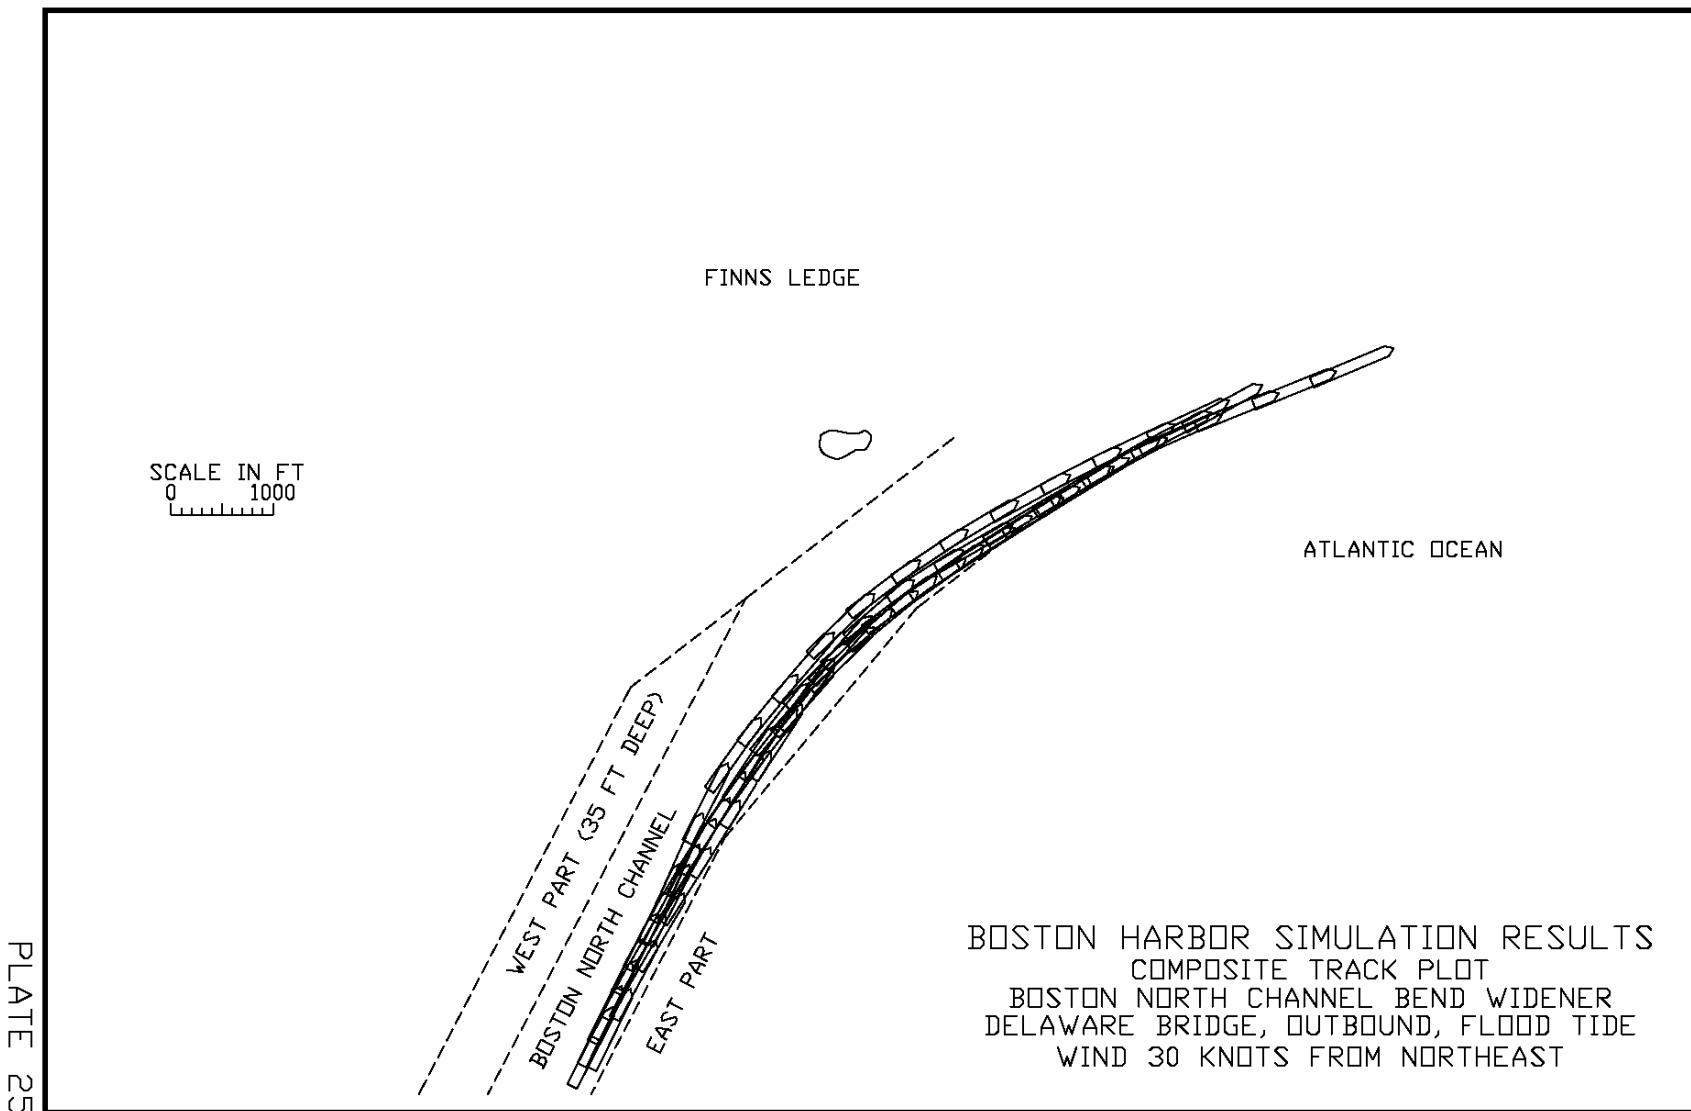 FINNS LEDGE
SCALE IN FT
0 1000
ATLANTIC OCEAN
WEST PART (35 FT DEEP)
BOSTON NORTH CHANNEL
EAST PART
BOSTON HARBOR SIMULATION RESULTS
COMPOSITE TRACK PLOT
BOSTON NORTH CHANNEL BEND WIDENER
DELAWARE BRIDGE, OUTBOUND, FLOOD TIDE
WIND 30 KNOTS FROM NORTHEAST
PLATE 25